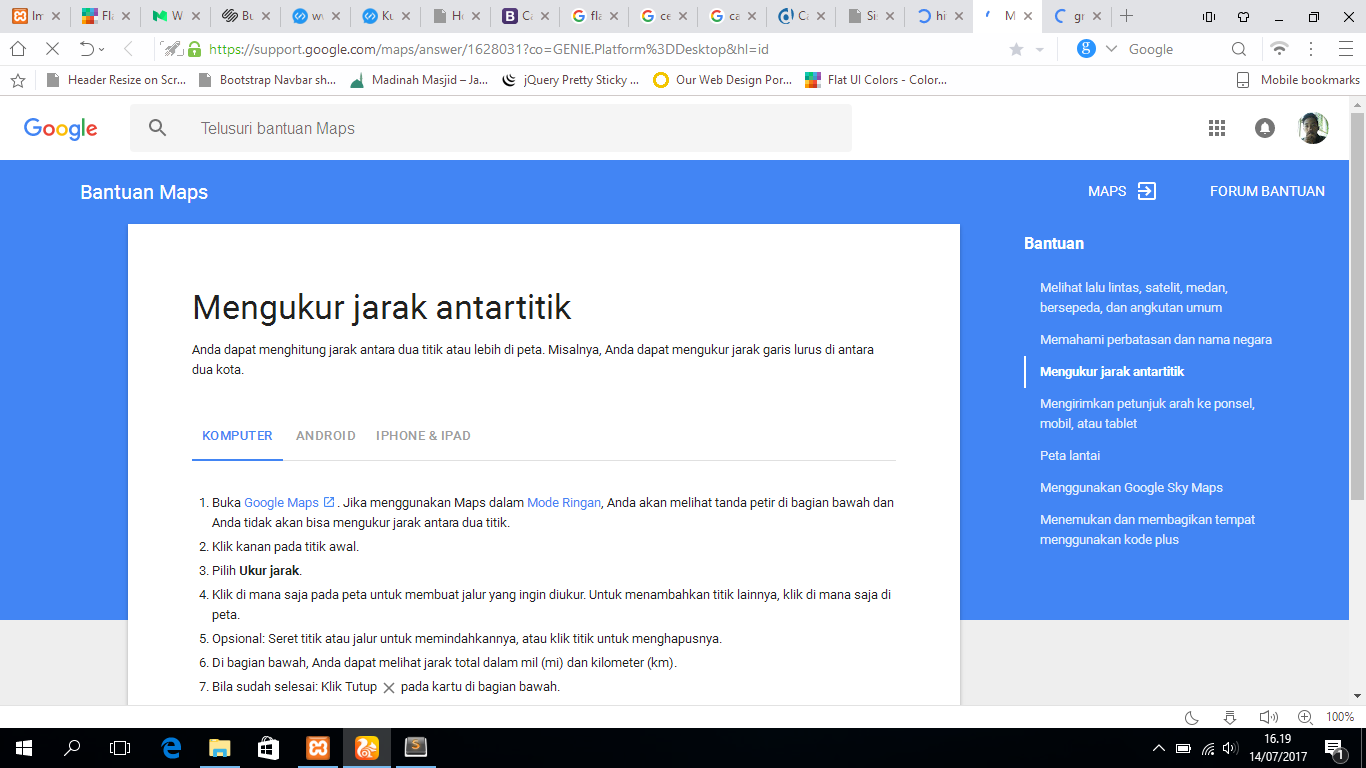 Im
Fla
W
Bu
w
Ku
H
Ca
fla
ce
ca
Ca
Sis
hi
M
gr
https://support.google.com/maps/answer/1628031?co=GENIE.Platform%3DDesktop&hl=id
Google
Header Resize on Scr...
Bootstrap Navbar sh...
Madinah Masjid – Ja...
jQuery Pretty Sticky ...
Our Web Design Por...
Flat UI Colors - Color...
Mobile bookmarks
Google
Telusuri bantuan Maps
Bantuan Maps
MAPS
FORUM BANTUAN
Mengukur jarak antartitik
Anda dapat menghitung jarak antara dua titik atau lebih di peta. Misalnya, Anda dapat mengukur jarak garis lurus di antara
dua kota.
KOMPUTER
ANDROID
IPHONE & IPAD
1. Buka Google Maps . Jika menggunakan Maps dalam Mode Ringan, Anda akan melihat tanda petir di bagian bawah dan
Anda tidak akan bisa mengukur jarak antara dua titik.
2. Klik kanan pada titik awal.
3. Pilih Ukur jarak.
4. Klik di mana saja pada peta untuk membuat jalur yang ingin diukur. Untuk menambahkan titik lainnya, klik di mana saja di
peta.
5. Opsional: Seret titik atau jalur untuk memindahkannya, atau klik titik untuk menghapusnya.
6. Di bagian bawah, Anda dapat melihat jarak total dalam mil (mi) dan kilometer (km).
7. Bila sudah selesai: Klik Tutup pada kartu di bagian bawah.
Bantuan
Melihat lalu lintas, satelit, medan,
bersepeda, dan angkutan umum
Memahami perbatasan dan nama negara
Mengukur jarak antartitik
Mengirimkan petunjuk arah ke ponsel,
mobil, atau tablet
Peta lantai
Menggunakan Google Sky Maps
Menemukan dan membagikan tempat
menggunakan kode plus
100%
16.19
14/07/2017
1